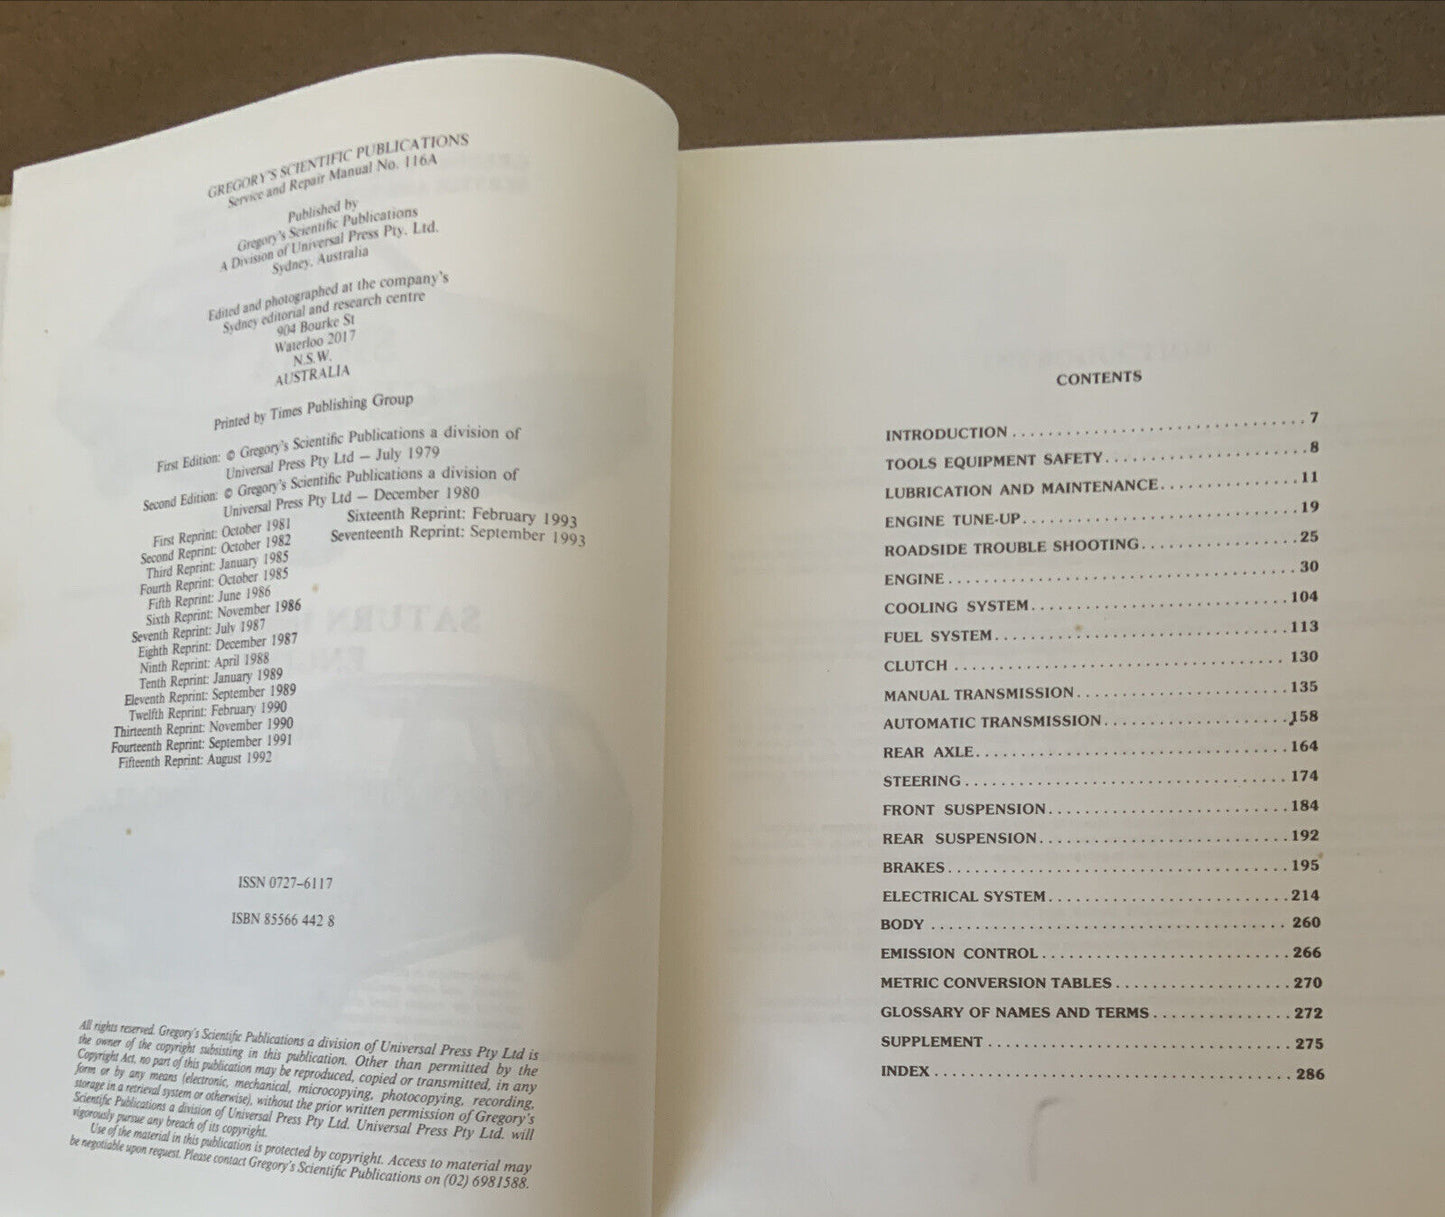 GREGORY'S SCIENTIFIC PUBLICATIONS
Service and Repair Manual No. 116A
Published by
Gregory's Scientific Publications
A Division of Universal Press Pty. Ltd.
Sydney, Australia
Edited and photographed at the company's
Sydney editorial and research centre
904 Bourke St
Waterloo 2017
N.S.W.
AUSTRALIA
Printed by Times Publishing Group
First Edition: © Gregory's Scientific Publications a division of
Universal Press Pty Ltd – July 1979
Second Edition: © Gregory's Scientific Publications a division of
Universal Press Pty Ltd – December 1980
First Reprint: October 1981
Second Reprint: October 1982
Third Reprint: January 1985
Fourth Reprint: October 1985
Fifth Reprint: June 1986
Sixth Reprint: November 1986
Seventh Reprint: July 1987
Eighth Reprint: December 1987
Ninth Reprint: April 1988
Tenth Reprint: January 1989
Eleventh Reprint: September 1989
Twelfth Reprint: February 1990
Thirteenth Reprint: November 1990
Fourteenth Reprint: September 1991
Fifteenth Reprint: August 1992
Sixteenth Reprint: February 1993
Seventeenth Reprint: September 1993
ISSN 0727–6117
ISBN 85566 442 8
All rights reserved. Gregory's Scientific Publications a division of Universal Press Pty Ltd is
the owner of the copyright subsisting in this publication. Other than permitted by the
Copyright Act, no part of this publication may be reproduced, copied or transmitted, in any
form or by any means (electronic, mechanical, microcopying, photocopying, recording,
storage in a retrieval system or otherwise), without the prior written permission of Gregory's
Scientific Publications a division of Universal Press Pty Ltd. Universal Press Pty Ltd. will
vigorously pursue any breach of its copyright.
Use of the material in this publication is protected by copyright. Access to material may
be negotiable upon request. Please contact Gregory's Scientific Publications on (02) 6981588.
CONTENTS
INTRODUCTION . . . . . . . . . . 7
TOOLS EQUIPMENT SAFETY . . . . . . . . . . 8
LUBRICATION AND MAINTENANCE . . . . . . . . . . 11
ENGINE TUNE-UP . . . . . . . . . . 19
ROADSIDE TROUBLE SHOOTING . . . . . . . . . . 25
ENGINE . . . . . . . . . . 30
COOLING SYSTEM . . . . . . . . . . 104
FUEL SYSTEM . . . . . . . . . . 113
CLUTCH . . . . . . . . . . 130
MANUAL TRANSMISSION . . . . . . . . . . 135
AUTOMATIC TRANSMISSION . . . . . . . . . . 158
REAR AXLE . . . . . . . . . . 164
STEERING . . . . . . . . . . 174
FRONT SUSPENSION . . . . . . . . . . 184
REAR SUSPENSION . . . . . . . . . . 192
BRAKES . . . . . . . . . . 195
ELECTRICAL SYSTEM . . . . . . . . . . 214
BODY . . . . . . . . . . 260
EMISSION CONTROL . . . . . . . . . . 266
METRIC CONVERSION TABLES . . . . . . . . . . 270
GLOSSARY OF NAMES AND TERMS . . . . . . . . . . 272
SUPPLEMENT . . . . . . . . . . 275
INDEX . . . . . . . . . . 286